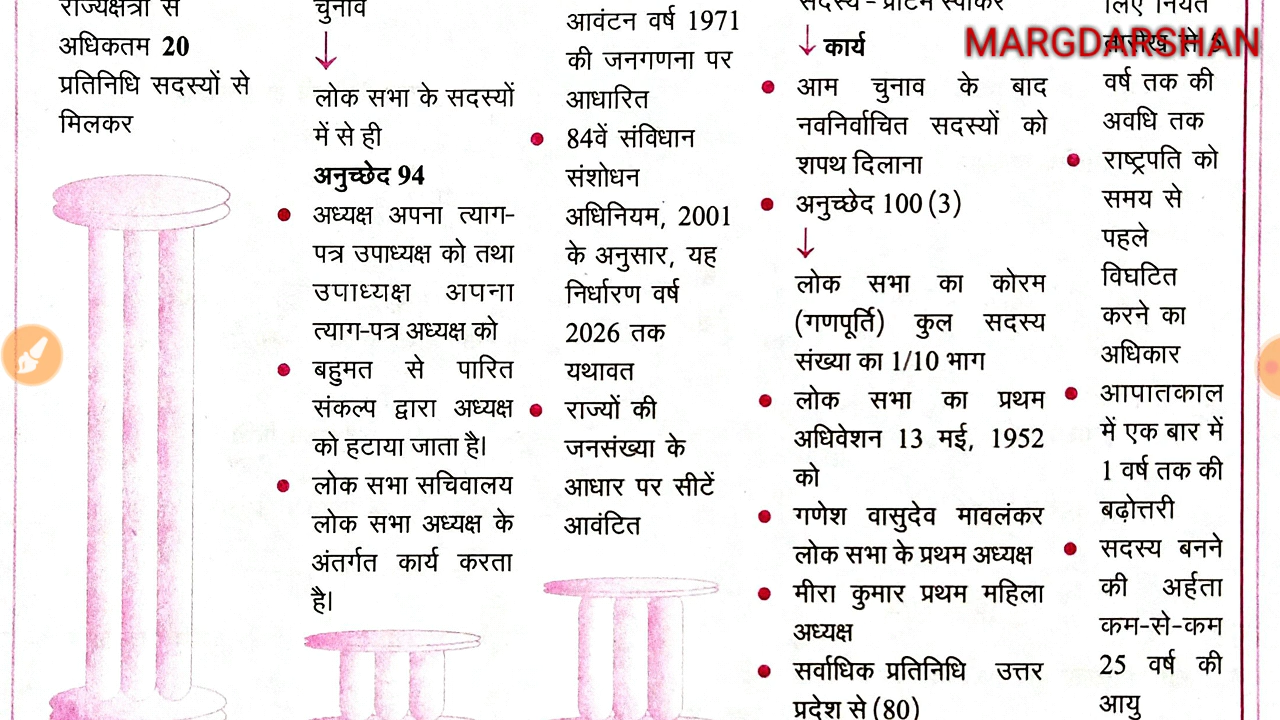 राज्यक्षेत्रों से
अधिकतम 20
प्रतिनिधि सदस्यों से
मिलकर
चुनाव
लोक सभा के सदस्यों
में से ही
अनुच्छेद 94
अध्यक्ष अपना त्याग-
पत्र उपाध्यक्ष को तथा
उपाध्यक्ष अपना
त्याग-पत्र अध्यक्ष को
बहुमत से पारित
संकल्प द्वारा अध्यक्ष
को हटाया जाता है।
लोक सभा सचिवालय
लोक सभा अध्यक्ष के
अंतर्गत कार्य करता
है।
आवंटन वर्ष 1971
की जनगणना पर
आधारित
84वें संविधान
संशोधन
अधिनियम, 2001
के अनुसार, यह
निर्धारण वर्ष
2026 तक
यथावत
राज्यों की
जनसंख्या के
आधार पर सीटें
आवंटित
सदस्य - प्रोटेम स्पीकर
कार्य
आम चुनाव के बाद
नवनिर्वाचित सदस्यों को
शपथ दिलाना
अनुच्छेद 100 (3)
लोक सभा का कोरम
(गणपूर्ति) कुल सदस्य
संख्या का 1/10 भाग
लोक सभा का प्रथम
अधिवेशन 13 मई, 1952
को
गणेश वासुदेव मावलंकर
लोक सभा के प्रथम अध्यक्ष
मीरा कुमार प्रथम महिला
अध्यक्ष
सर्वाधिक प्रतिनिधि उत्तर
प्रदेश से (80)
लिए नियत
MARGDARSHAN
तारीख से 5
वर्ष तक की
अवधि तक
राष्ट्रपति को
समय से
पहले
विघटित
करने का
अधिकार
आपातकाल
में एक बार में
1 वर्ष तक की
बढ़ोत्तरी
सदस्य बनने
की अर्हता
कम-से-कम
25 वर्ष की
आयु